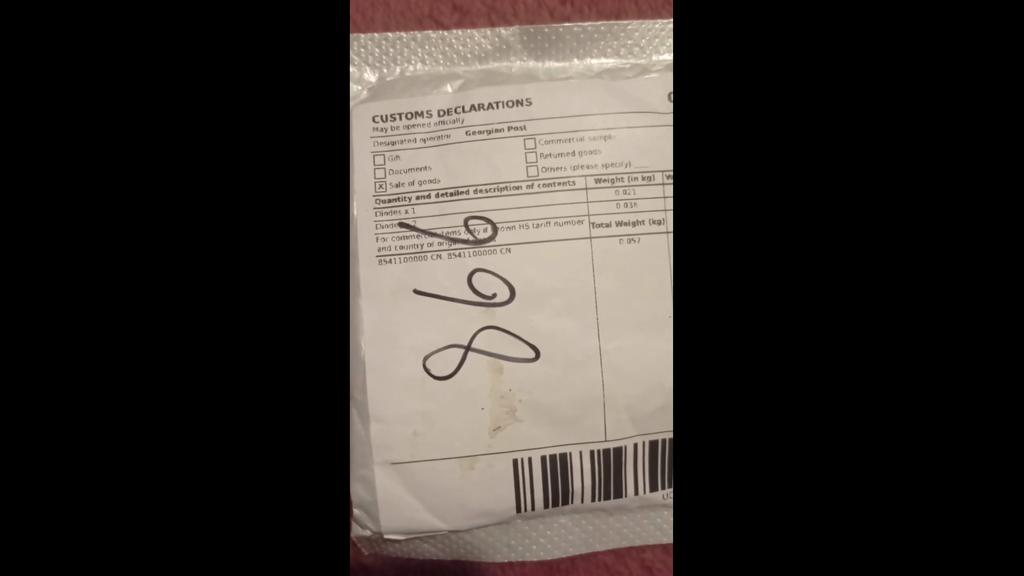 CUSTOMS DECLARATIONS
May be opened officially
Designated operator Georgian Post
Gift
Commercial sample
Documents
Returned goods
X Sale of goods
Others (please specify)
Quantity and detailed description of contents Weight (in kg)
Diodes x 1 0.021
0.036
For commercial items only if known HS tariff number Total Weight (kg)
and country of origin
8541100000 CN, 8541100000 CN 0.057